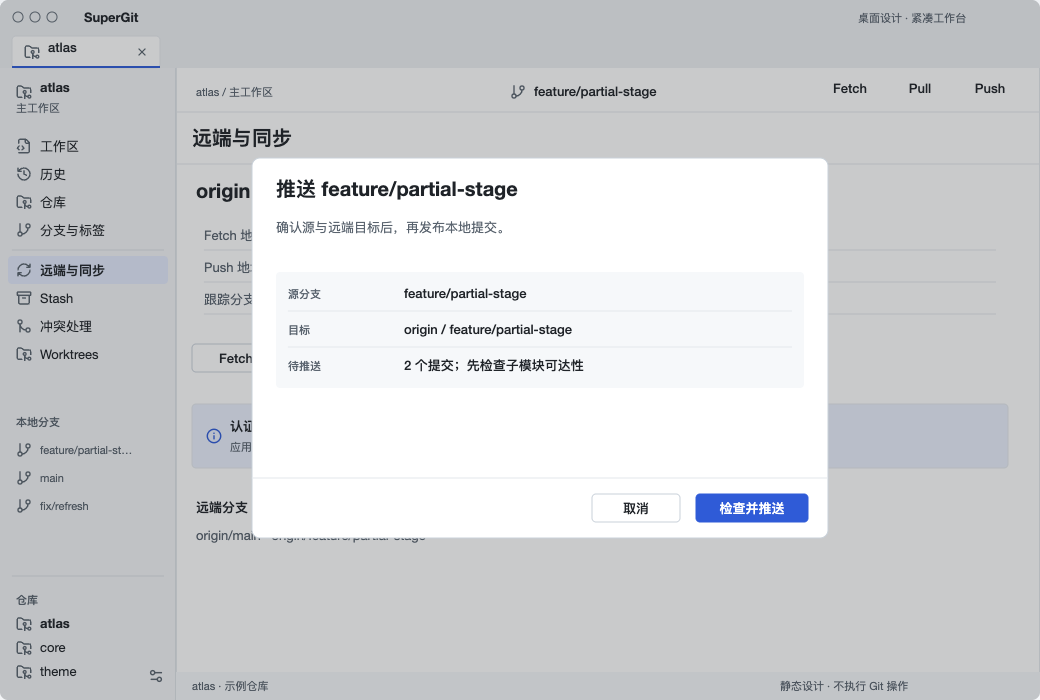 SuperGit
桌面设计 · 紧凑工作台
atlas
atlas
主工作区
atlas / 主工作区
feature/partial-stage
Fetch
Pull
Push
工作区
历史
仓库
分支与标签
远端与同步
Stash
冲突处理
Worktrees
本地分支
feature/partial-st…
main
fix/refresh
仓库
atlas
core
theme
远端与同步
origin
Fetch 地
Push 地
跟踪分支
Fetch
认证
应用
远端分支
origin/main
推送 feature/partial-stage
确认源与远端目标后，再发布本地提交。
源分支
feature/partial-stage
目标
origin / feature/partial-stage
待推送
2 个提交；先检查子模块可达性
取消
检查并推送
atlas · 示例仓库
静态设计 · 不执行 Git 操作